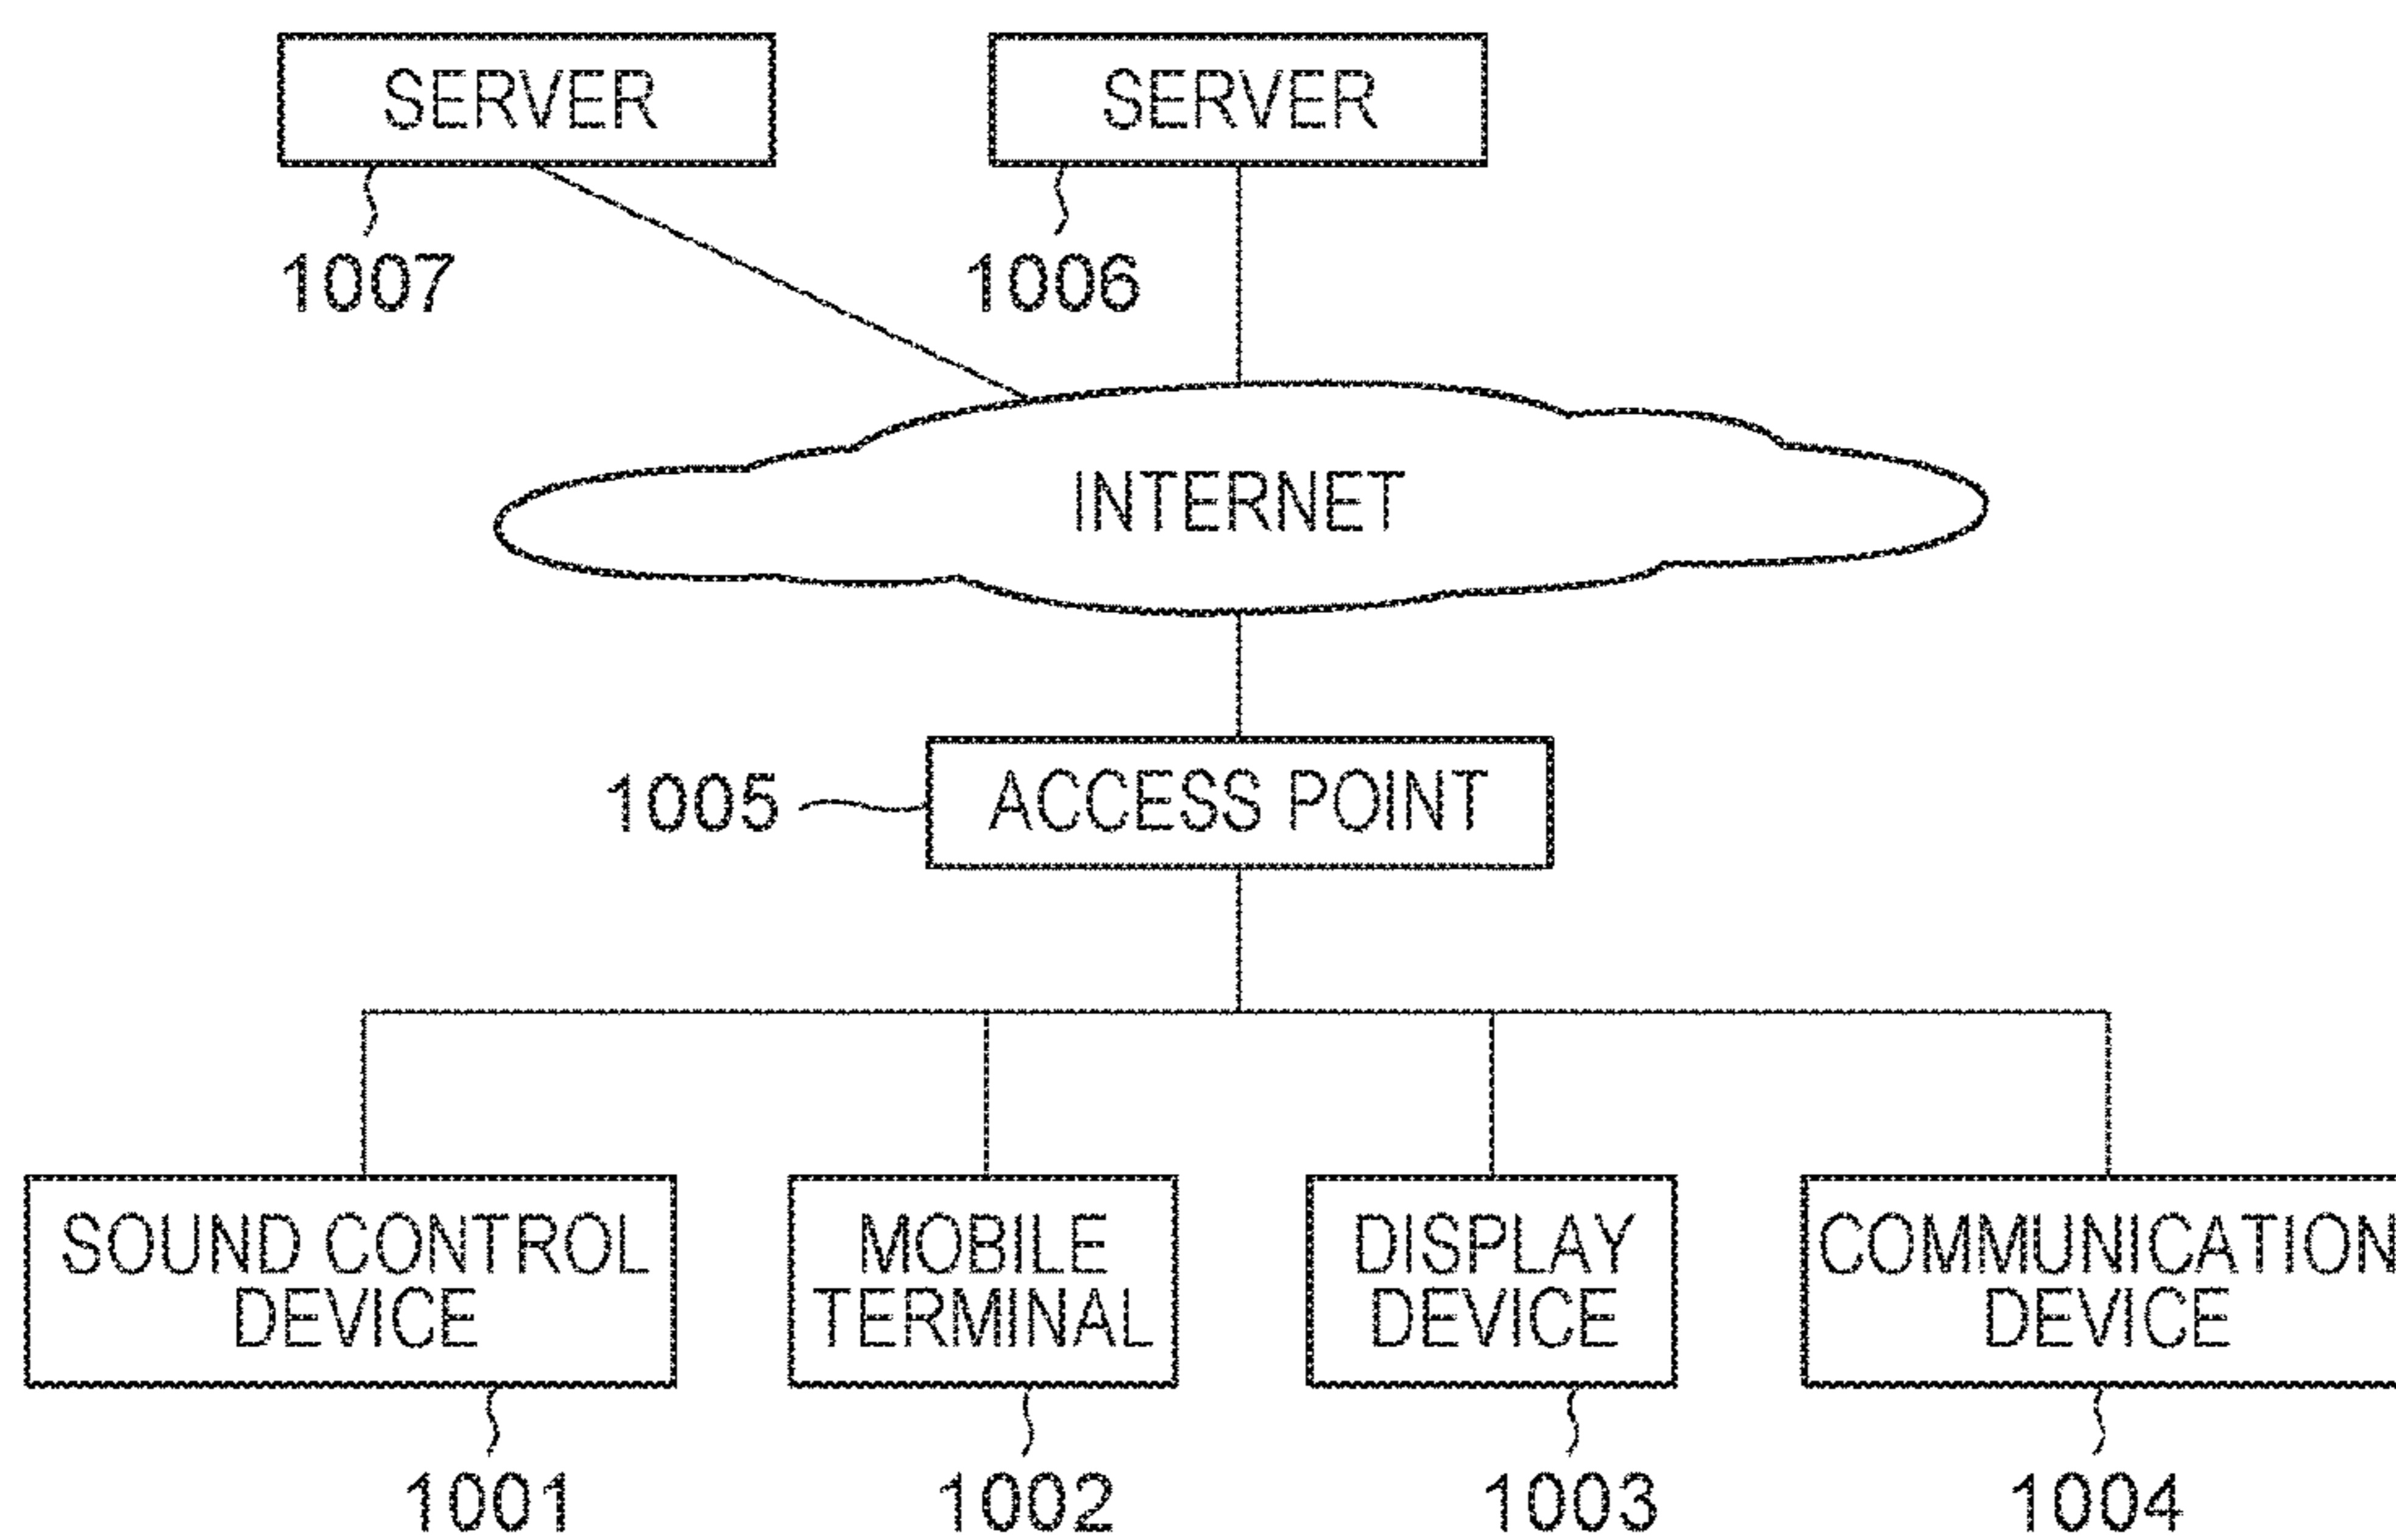 SERVER
SERVER
1007
1006
INTERNET
1005
ACCESS POINT
SOUND CONTROL
DEVICE
MOBILE
TERMINAL
DISPLAY
DEVICE
COMMUNICATION
DEVICE
1001
1002
1003
1004